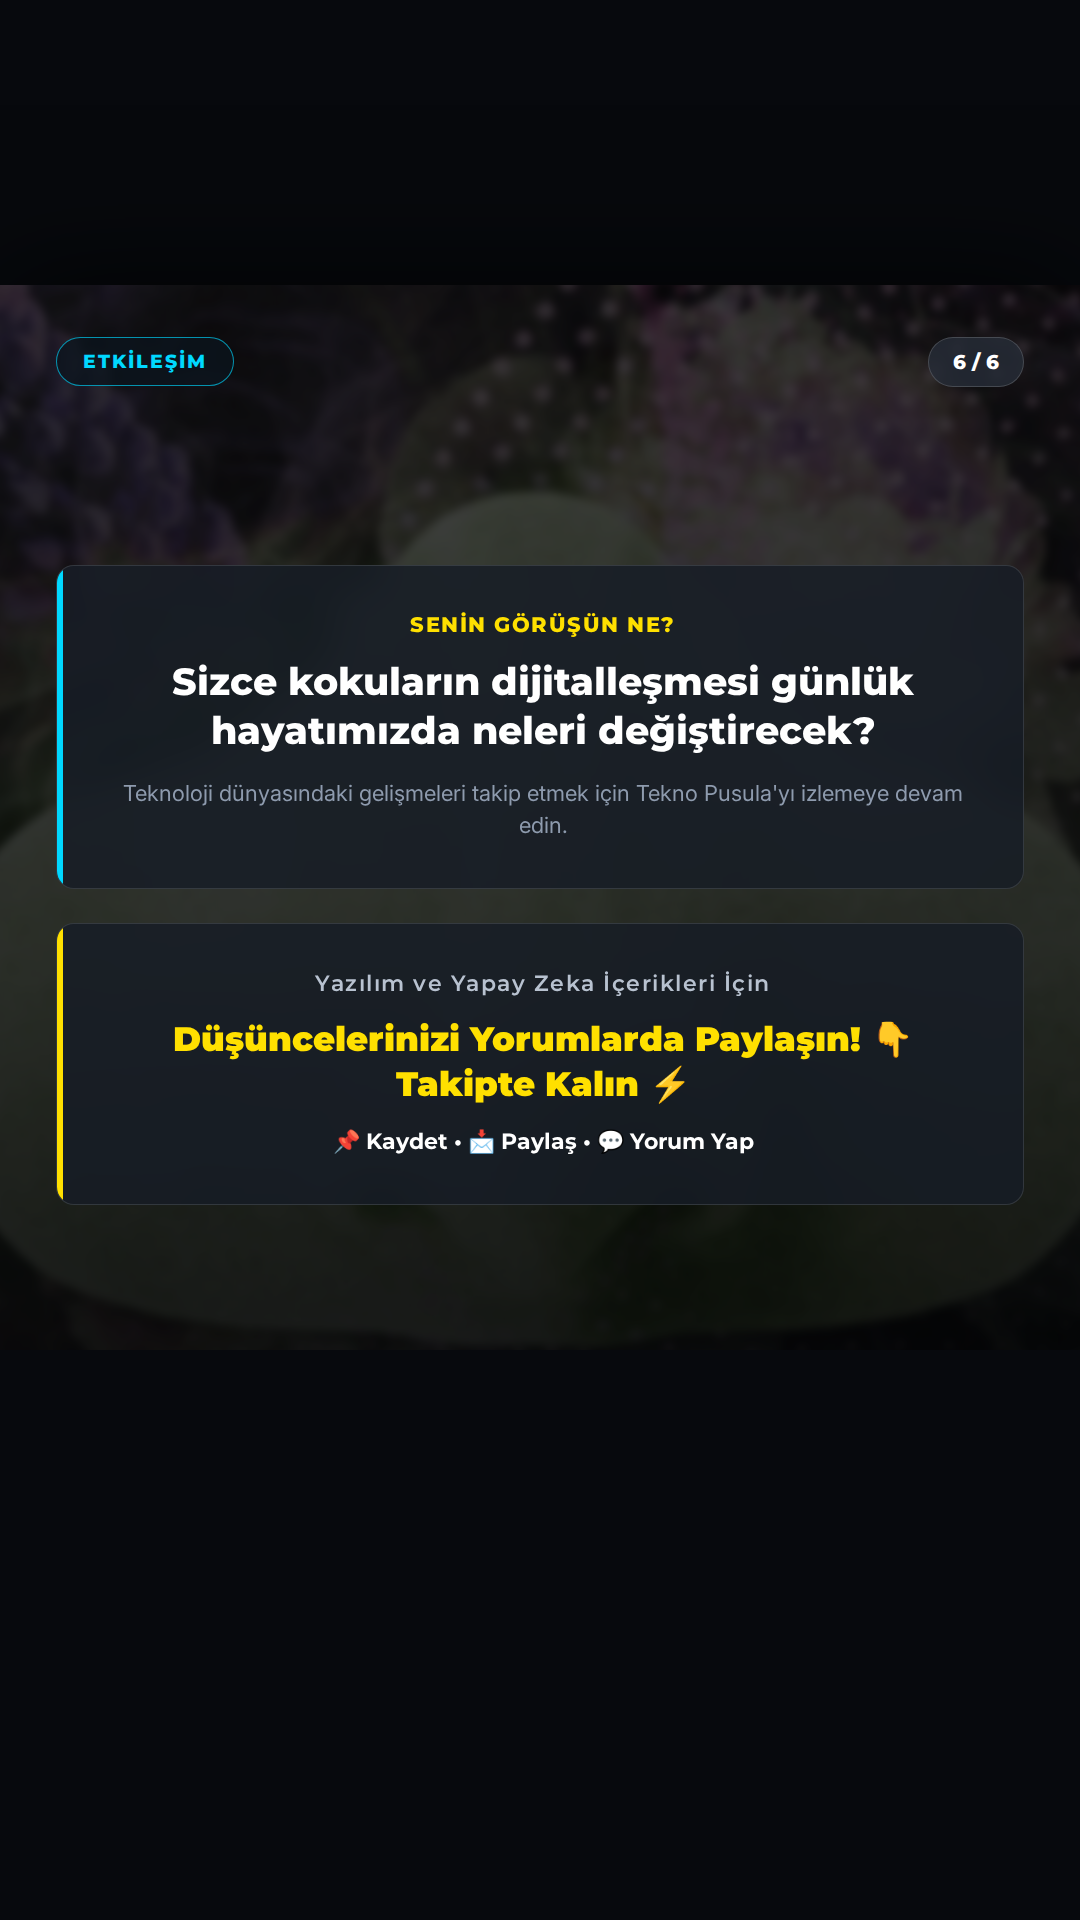 ETKİLEŞİM
6 / 6
SENİN GÖRÜŞÜN NE?
Sizce kokuların dijitalleşmesi günlük
hayatımızda neleri değiştirecek?
Teknoloji dünyasındaki gelişmeleri takip etmek için Tekno Pusula'yı izlemeye devam
edin.
Yazılım ve Yapay Zeka İçerikleri İçin
Düşüncelerinizi Yorumlarda Paylaşın! 👇
Takipte Kalın ⚡
📌 Kaydet • 📩 Paylaş • 💬 Yorum Yap